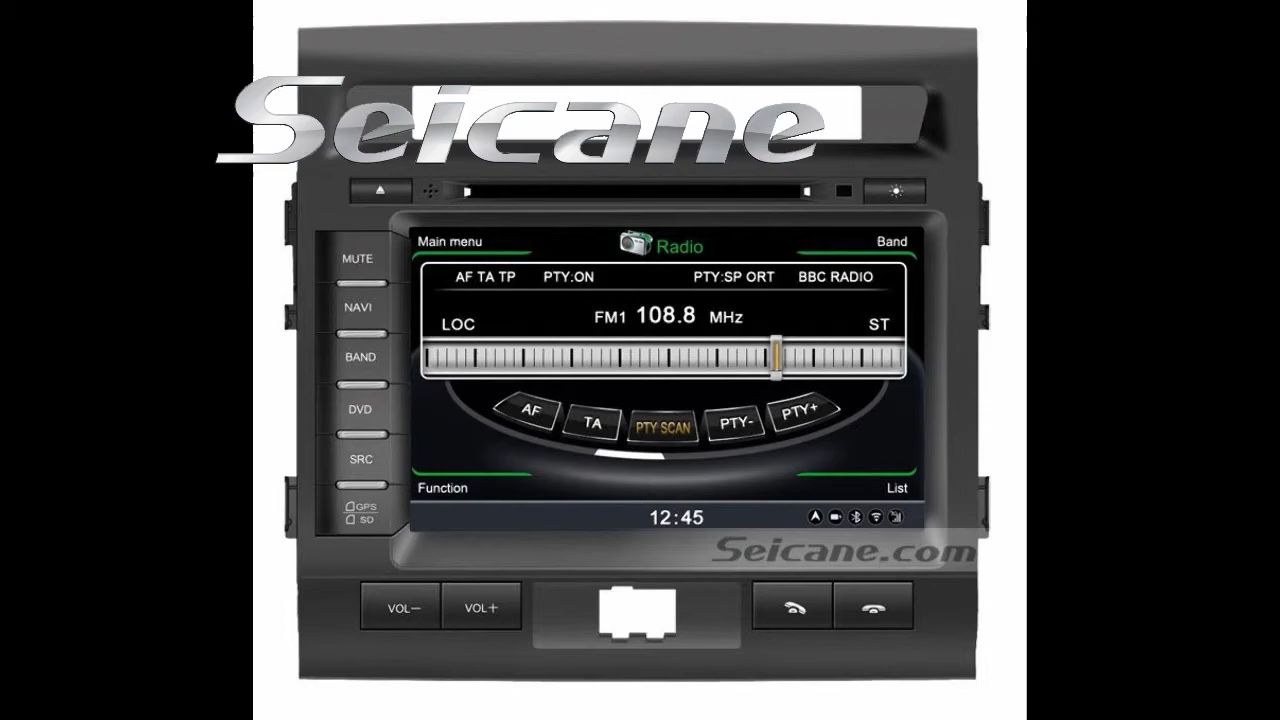 Seicane
Main menu Radio Band
MUTE
AF TA TP PTY:ON PTY:SP ORT BBC RADIO
NAVI
FM1 108.8 MHz
LOC ST
BAND
AF TA PTY SCAN PTY- PTY+
DVD
SRC
Function List
GPS
SD
12:45
Seicane.com
VOL− VOL+